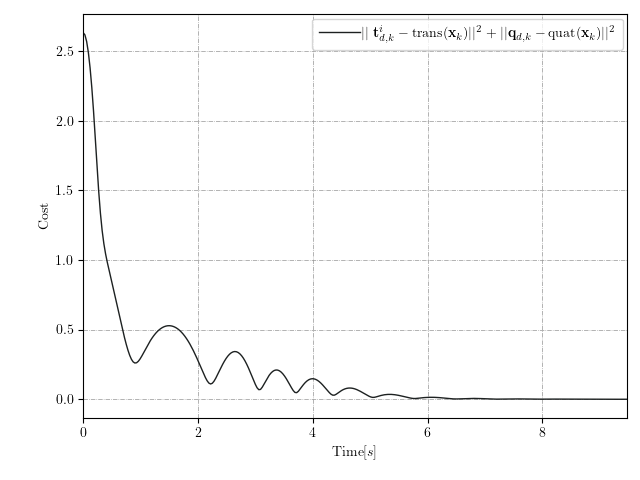 || t^i_{d,k} − trans(x_k)||² + ||q_{d,k} − quat(x_k)||²
2.5
2.0
1.5
1.0
0.5
0.0
Cost
0 2 4 6 8
Time[s]